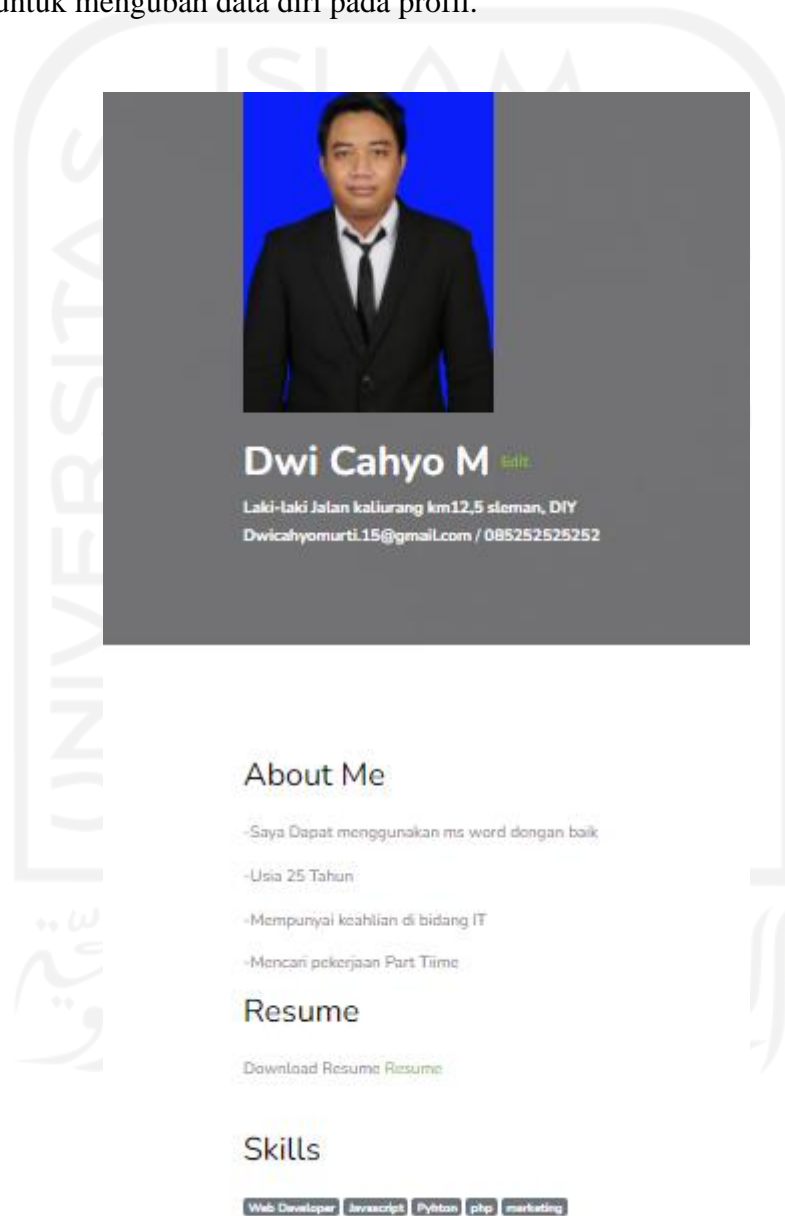 untuk mengubah data diri pada profil.
ISLAM
UNIVERSITAS
Dwi Cahyo M Edit
Laki-laki Jalan kaliurang km12,5 sleman, DIY
Dwicahyomurti.15@gmail.com / 085252525252
About Me
-Saya Dapat menggunakan ms word dengan baik
-Usia 25 Tahun
-Mempunyai keahlian di bidang IT
-Mencari pekerjaan Part Tiime
Resume
Download Resume Resume
Skills
Web Developer Javascript Pyhton php marketing